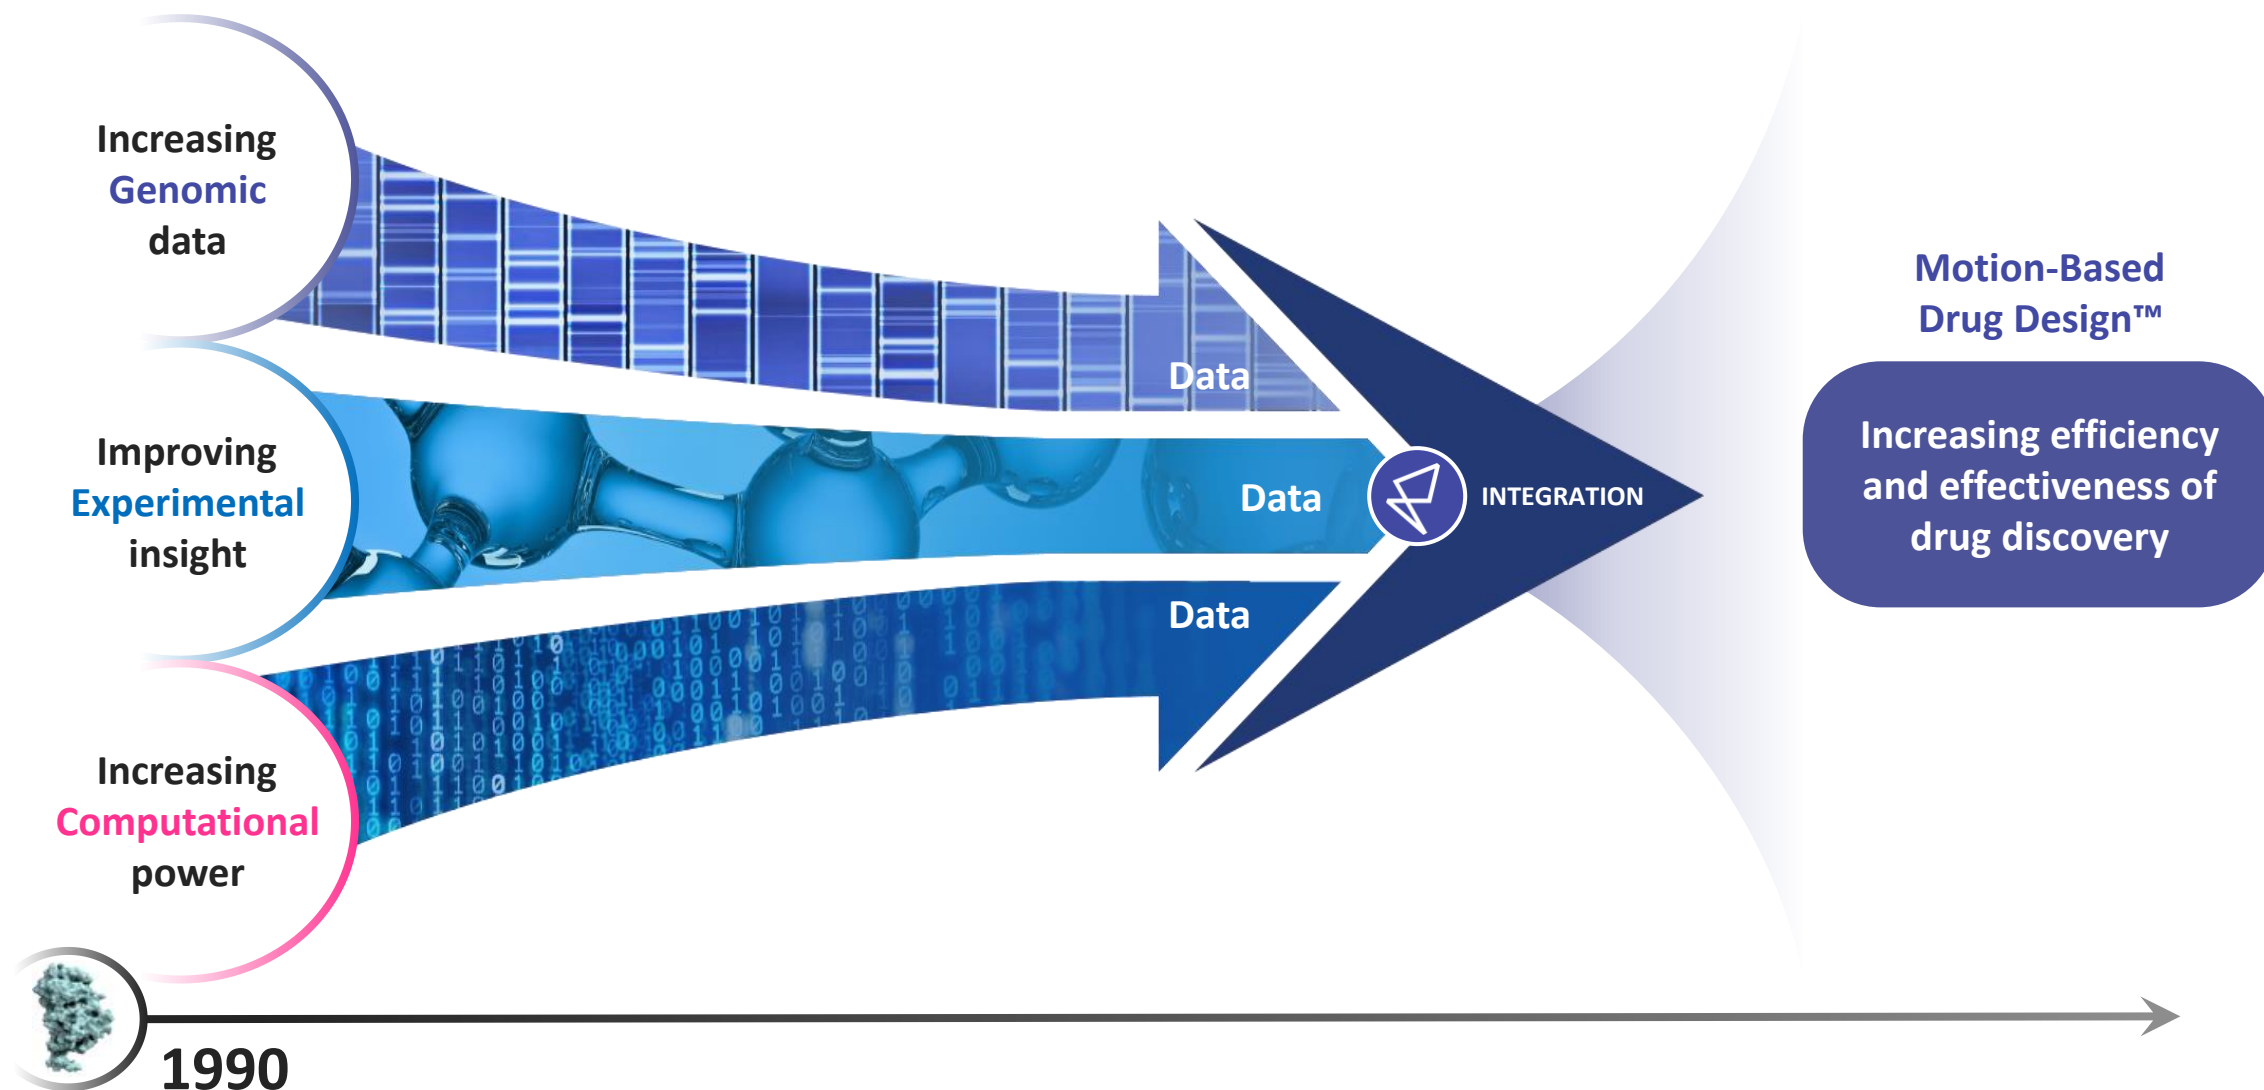 Increasing
Genomic
data
Improving
Experimental
insight
Increasing
Computational
power
Data
Data
Data
INTEGRATION
Motion-Based
Drug Design™
Increasing efficiency
and effectiveness of
drug discovery
1990